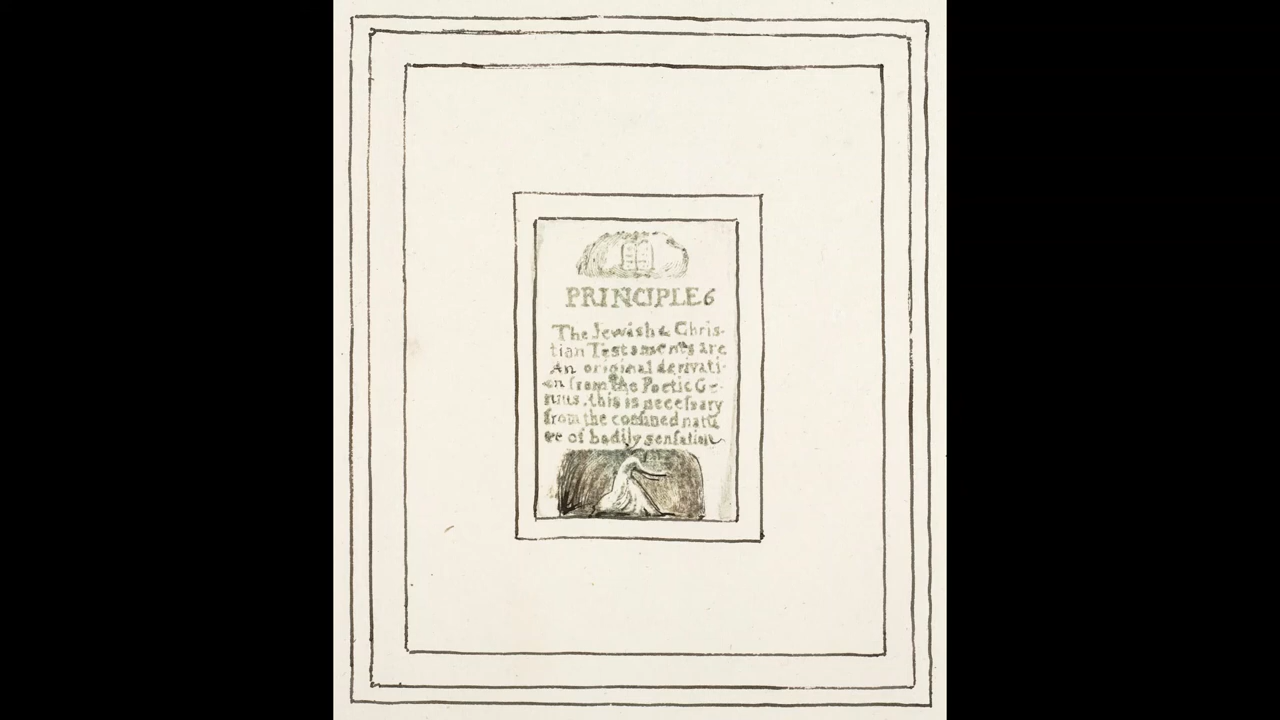 PRINCIPLE 6
The Jewish & Chris-
tian Testaments are
An original derivati-
on from the Poetic Ge-
nius. this is necefsary
from the confined natu
re of bodily sensation